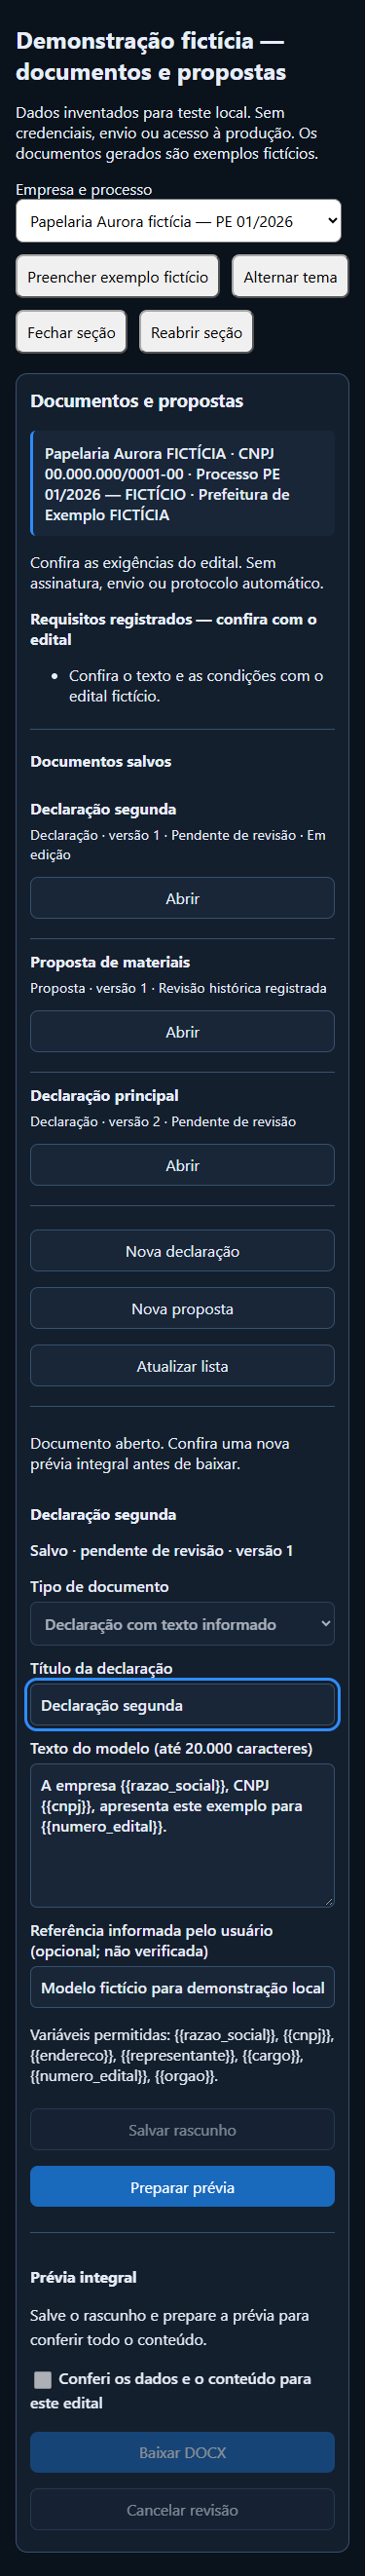 Demonstração fictícia —
documentos e propostas
Dados inventados para teste local. Sem
credenciais, envio ou acesso à produção. Os
documentos gerados são exemplos fictícios.
Empresa e processo
Papelaria Aurora fictícia — PE 01/2026
Preencher exemplo fictício
Alternar tema
Fechar seção
Reabrir seção
Documentos e propostas
Papelaria Aurora FICTÍCIA · CNPJ
00.000.000/0001-00 · Processo PE
01/2026 — FICTÍCIO · Prefeitura de
Exemplo FICTÍCIA
Confira as exigências do edital. Sem
assinatura, envio ou protocolo automático.
Requisitos registrados — confira com o
edital
• Confira o texto e as condições com o
edital fictício.
Documentos salvos
Declaração segunda
Declaração · versão 1 · Pendente de revisão · Em
edição
Abrir
Proposta de materiais
Proposta · versão 1 · Revisão histórica registrada
Abrir
Declaração principal
Declaração · versão 2 · Pendente de revisão
Abrir
Nova declaração
Nova proposta
Atualizar lista
Documento aberto. Confira uma nova
prévia integral antes de baixar.
Declaração segunda
Salvo · pendente de revisão · versão 1
Tipo de documento
Declaração com texto informado
Título da declaração
Declaração segunda
Texto do modelo (até 20.000 caracteres)
A empresa {{razao_social}}, CNPJ
{{cnpj}}, apresenta este exemplo para
{{numero_edital}}.
Referência informada pelo usuário
(opcional; não verificada)
Modelo fictício para demonstração local
Variáveis permitidas: {{razao_social}}, {{cnpj}},
{{endereco}}, {{representante}}, {{cargo}},
{{numero_edital}}, {{orgao}}.
Salvar rascunho
Preparar prévia
Prévia integral
Salve o rascunho e prepare a prévia para
conferir todo o conteúdo.
Conferi os dados e o conteúdo para
este edital
Baixar DOCX
Cancelar revisão